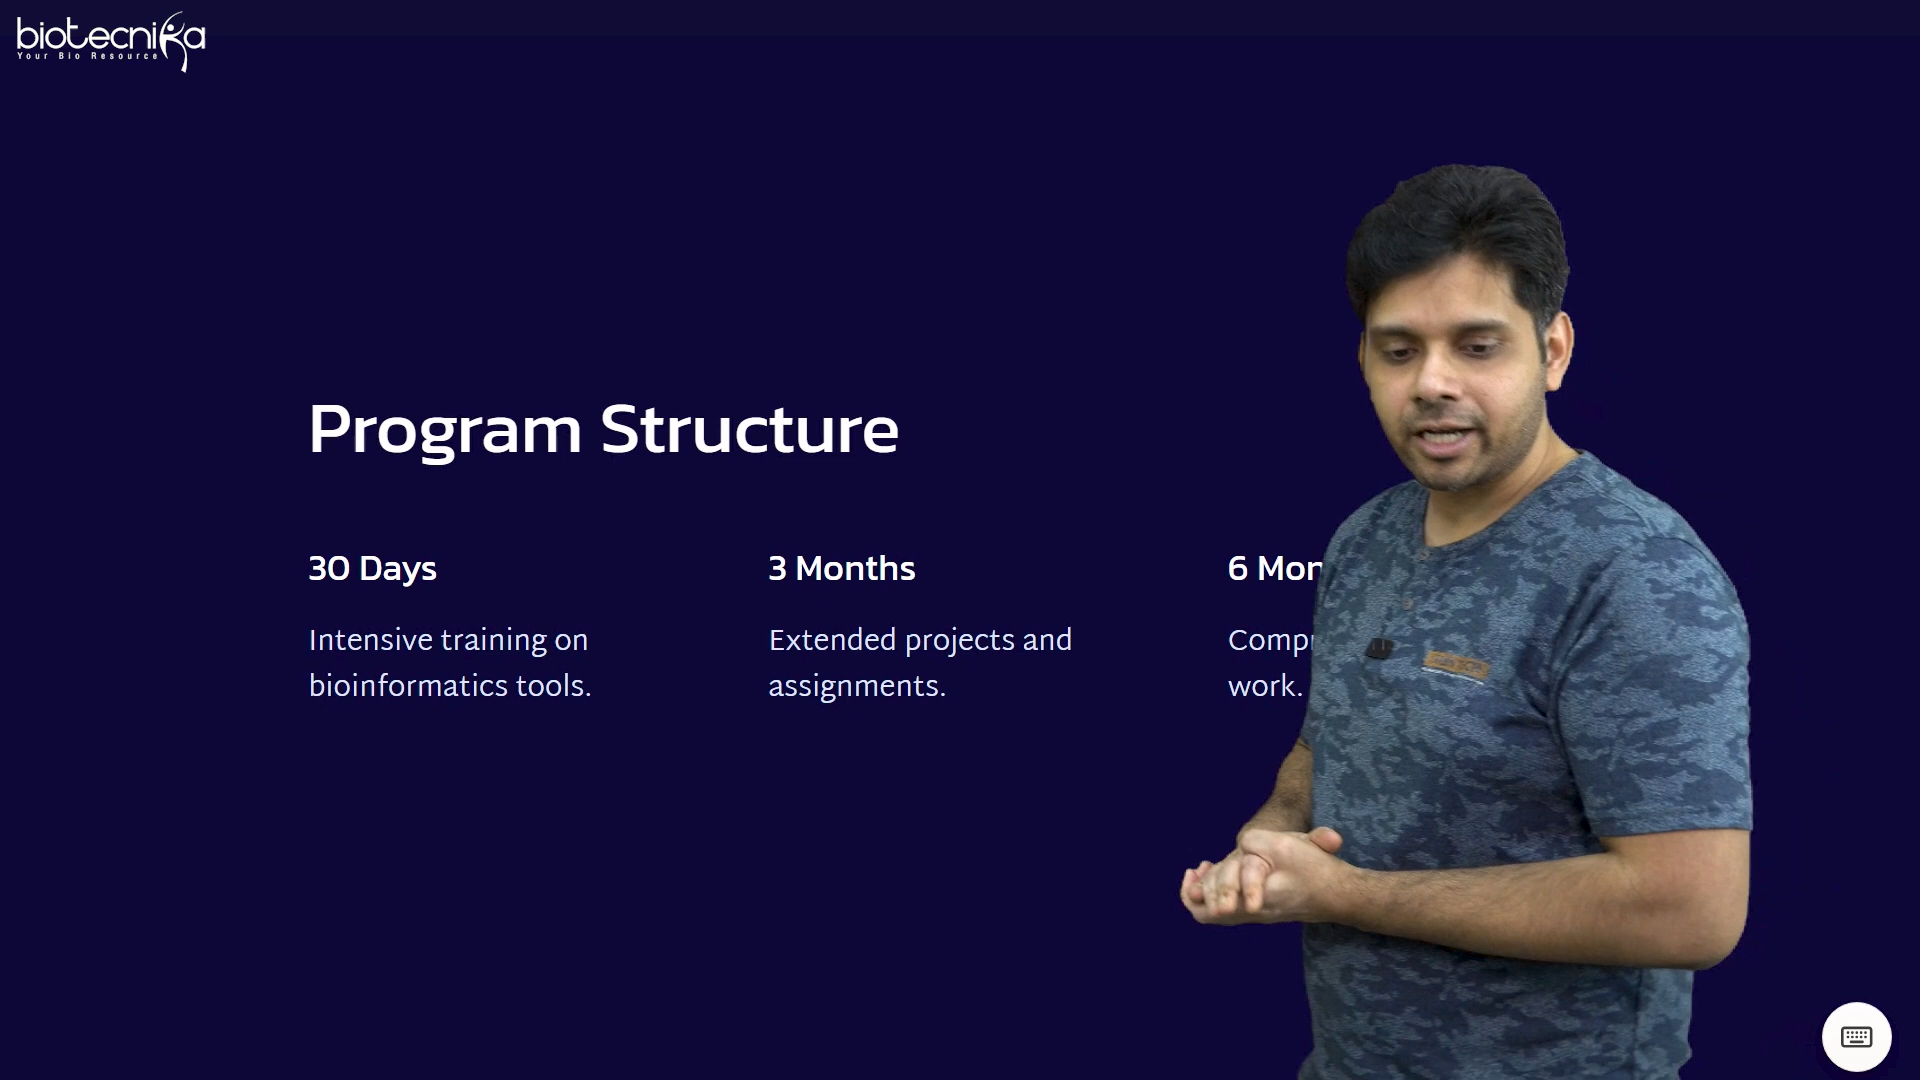 biotecnika
Your Bio Resource
Program Structure
30 Days
3 Months
6
Intensive training on
bioinformatics tools.
Extended projects and
assignments.
work.